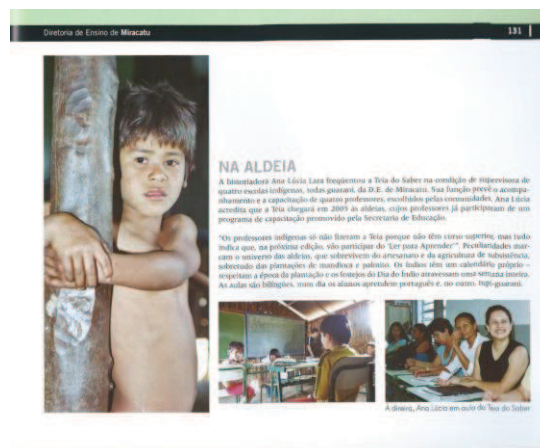 Diretoria de Ensino de Miracatu
131
NA ALDEIA
A historiadora Ana Lúcia Lara freqüentou a Teia do Saber na condição de supervisora de
quatro escolas indígenas, todas guarani, da D.E. de Miracatu. Sua função prevê o acompa-
nhamento e a capacitação de quatro professores, escolhidos pelas comunidades. Ana Lúcia
acredita que a Teia chegará em 2005 às aldeias, cujos professores já participaram de um
programa de capacitação promovido pela Secretaria de Educação.
"Os professores indígenas só não fizeram a Teia porque não têm curso superior, mas tudo
indica que, na próxima edição, vão participar do 'Ler para Aprender'". Peculiaridades mar-
cam o universo das aldeias, que sobrevivem do artesanato e da agricultura de subsistência,
sobretudo das plantações de mandioca e palmito. Os índios têm um calendário próprio –
respeitam a época da plantação e os festejos do Dia do Índio atravessam uma semana inteira.
As aulas são bilíngües, num dia os alunos aprendem português e, no outro, tupi-guarani.
À direita, Ana Lúcia em aula da Teia do Saber